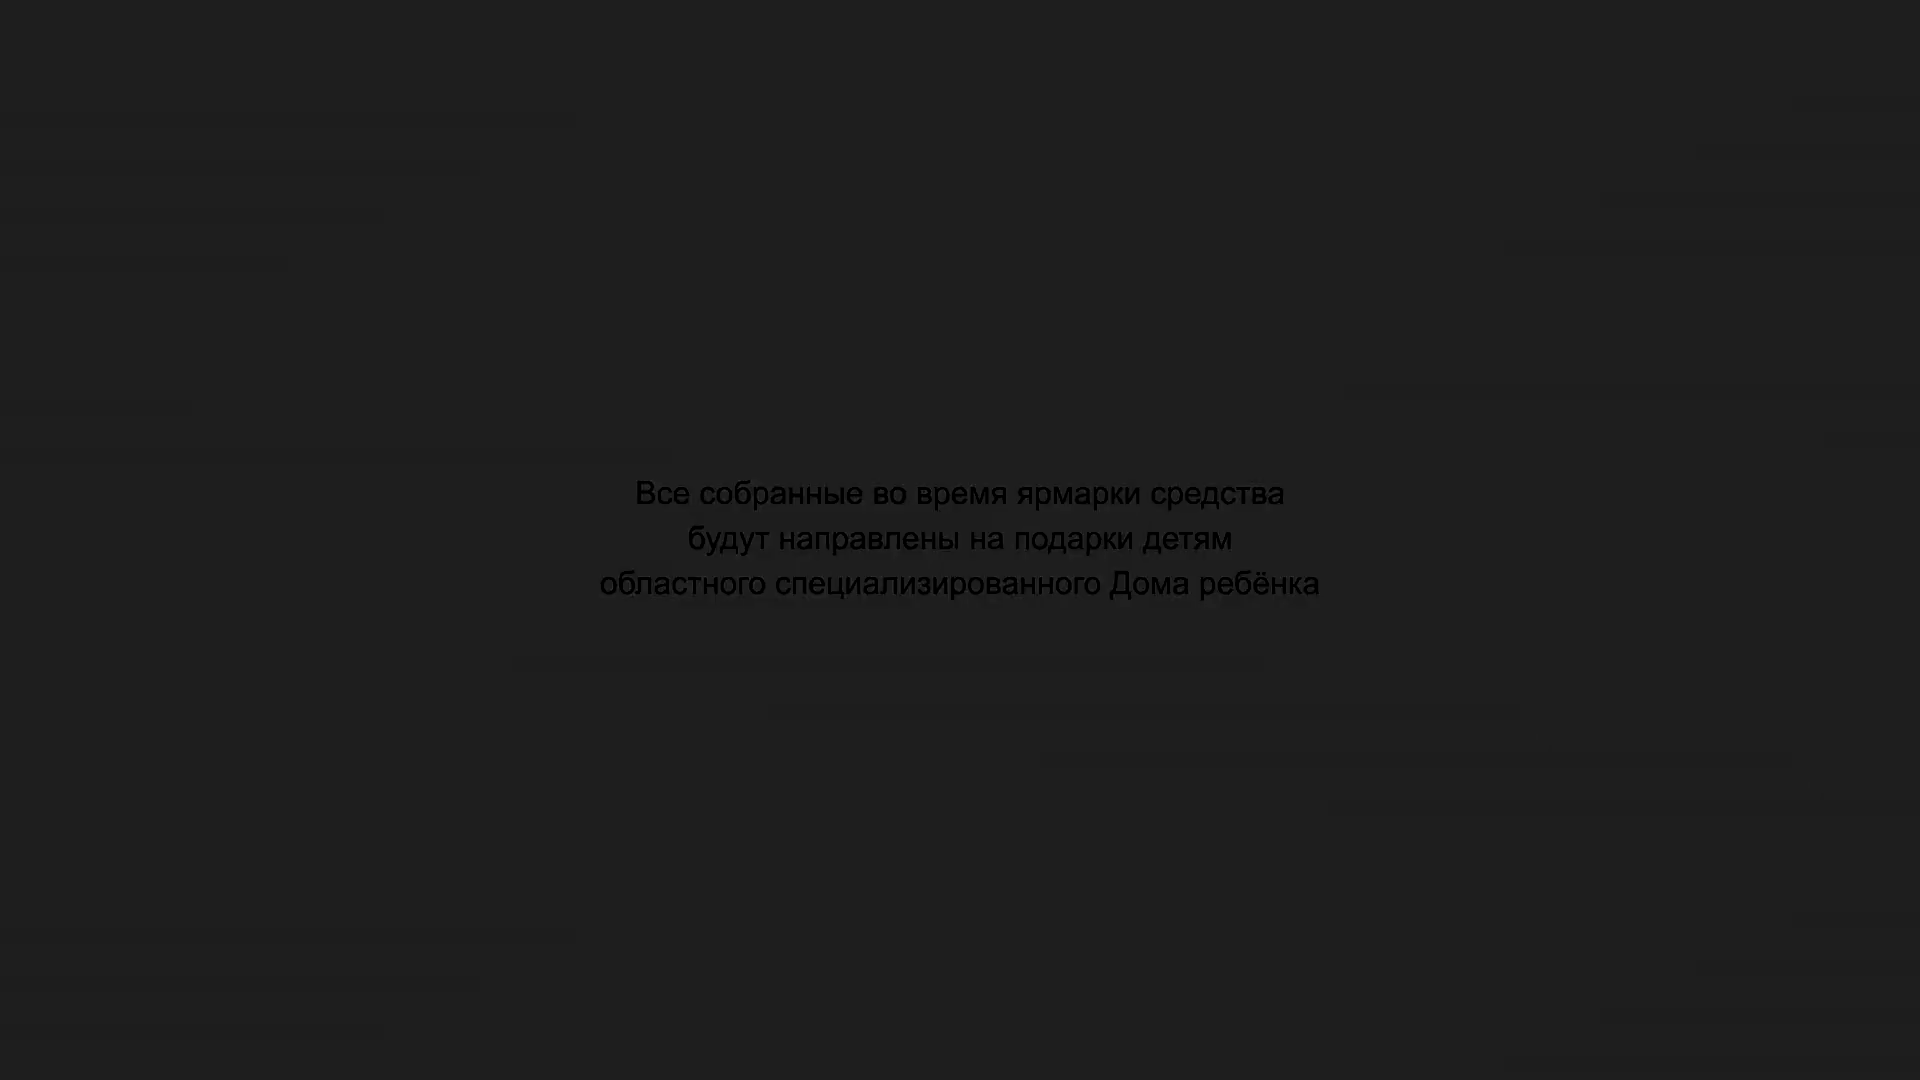 Все собранные во время ярмарки средства
будут направлены на подарки детям
областного специализированного Дома ребёнка